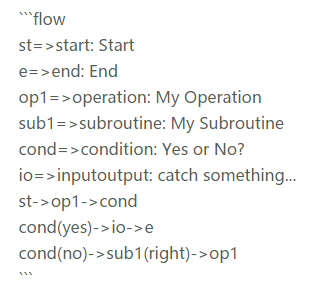 ```flow
st=>start: Start
e=>end: End
op1=>operation: My Operation
sub1=>subroutine: My Subroutine
cond=>condition: Yes or No?
io=>inputoutput: catch something...
st->op1->cond
cond(yes)->io->e
cond(no)->sub1(right)->op1
```